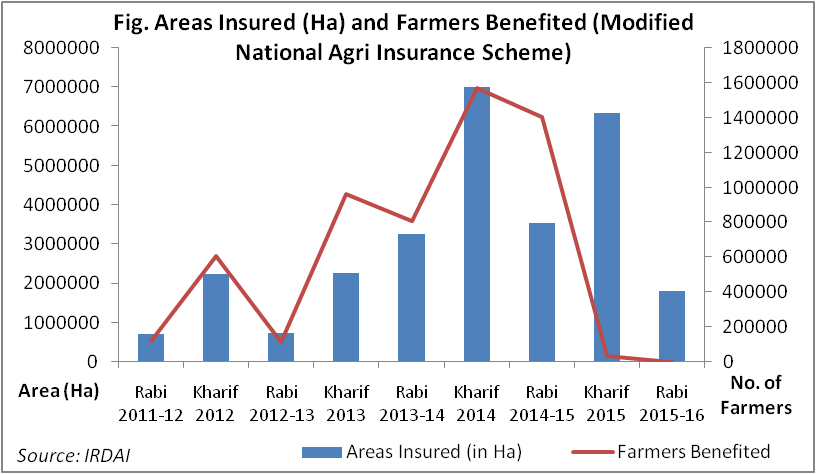 Fig. Areas Insured (Ha) and Farmers Benefited (Modified
National Agri Insurance Scheme)
8000000
7000000
6000000
5000000
4000000
3000000
2000000
1000000
0
1800000
1600000
1400000
1200000
1000000
800000
600000
400000
200000
0
Area (Ha)
Rabi
2011-12
Kharif
2012
Rabi
2012-13
Kharif
2013
Rabi
2013-14
Kharif
2014
Rabi
2014-15
Kharif
2015
Rabi
2015-16
No. of
Farmers
Source: IRDAI
Areas Insured (in Ha)
Farmers Benefited